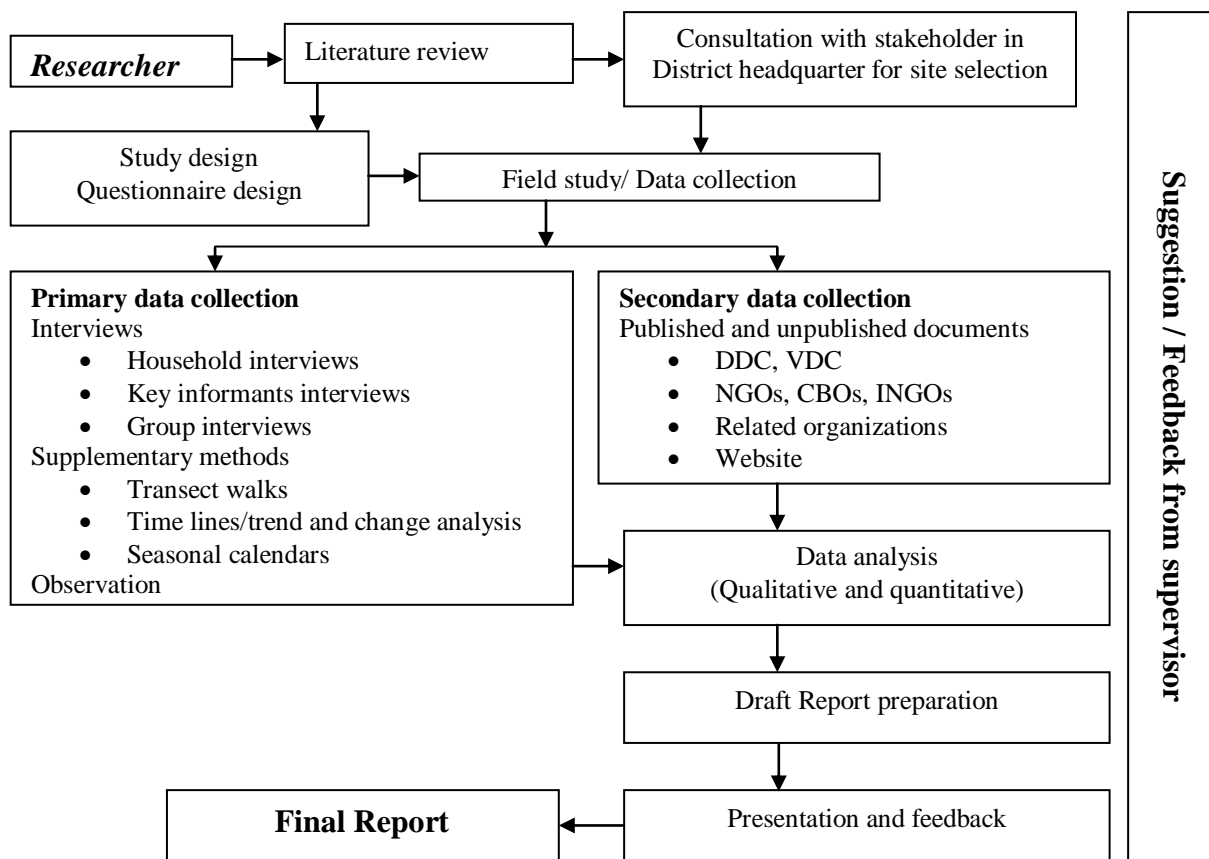 Researcher
Literature review
Consultation with stakeholder in
District headquarter for site selection
Study design
Questionnaire design
Field study/ Data collection
Primary data collection
Interviews
• Household interviews
• Key informants interviews
• Group interviews
Supplementary methods
• Transect walks
• Time lines/trend and change analysis
• Seasonal calendars
Observation
Secondary data collection
Published and unpublished documents
• DDC, VDC
• NGOs, CBOs, INGOs
• Related organizations
• Website
Data analysis
(Qualitative and quantitative)
Draft Report preparation
Presentation and feedback
Final Report
Suggestion / Feedback from supervisor